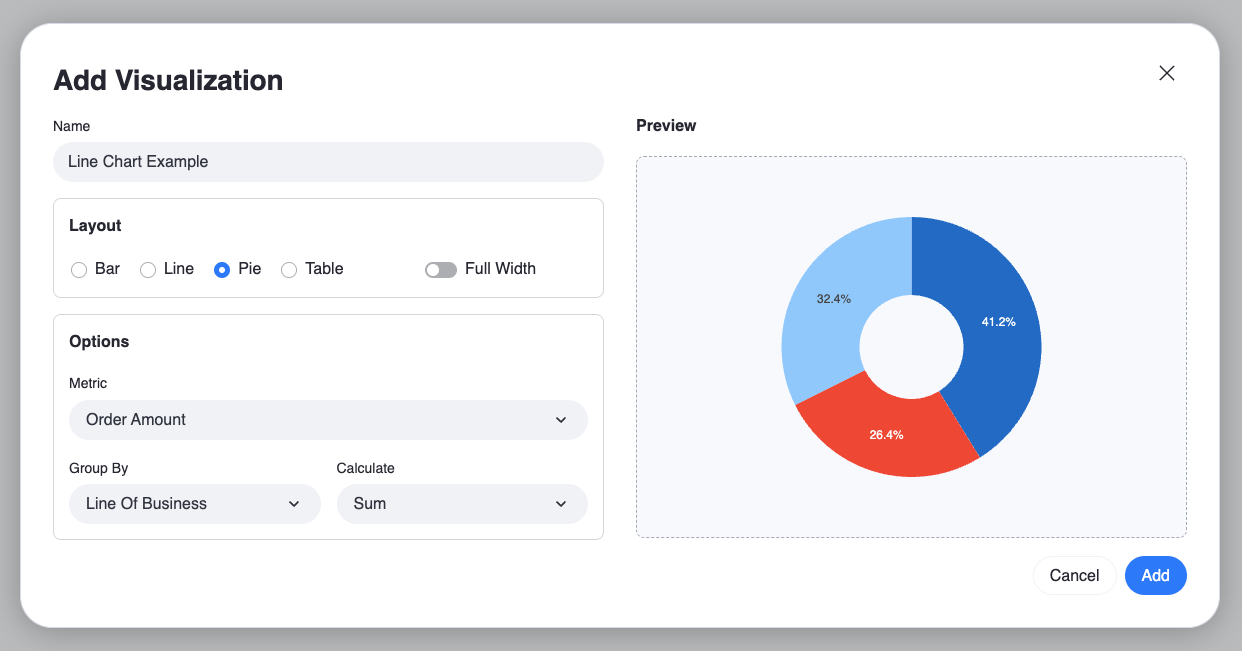 Add Visualization
Name
Line Chart Example
Layout
Bar
Line
Pie
Table
Full Width
Options
Metric
Order Amount
Group By
Calculate
Line Of Business
Sum
Preview
32.4%
41.2%
26.4%
Cancel
Add